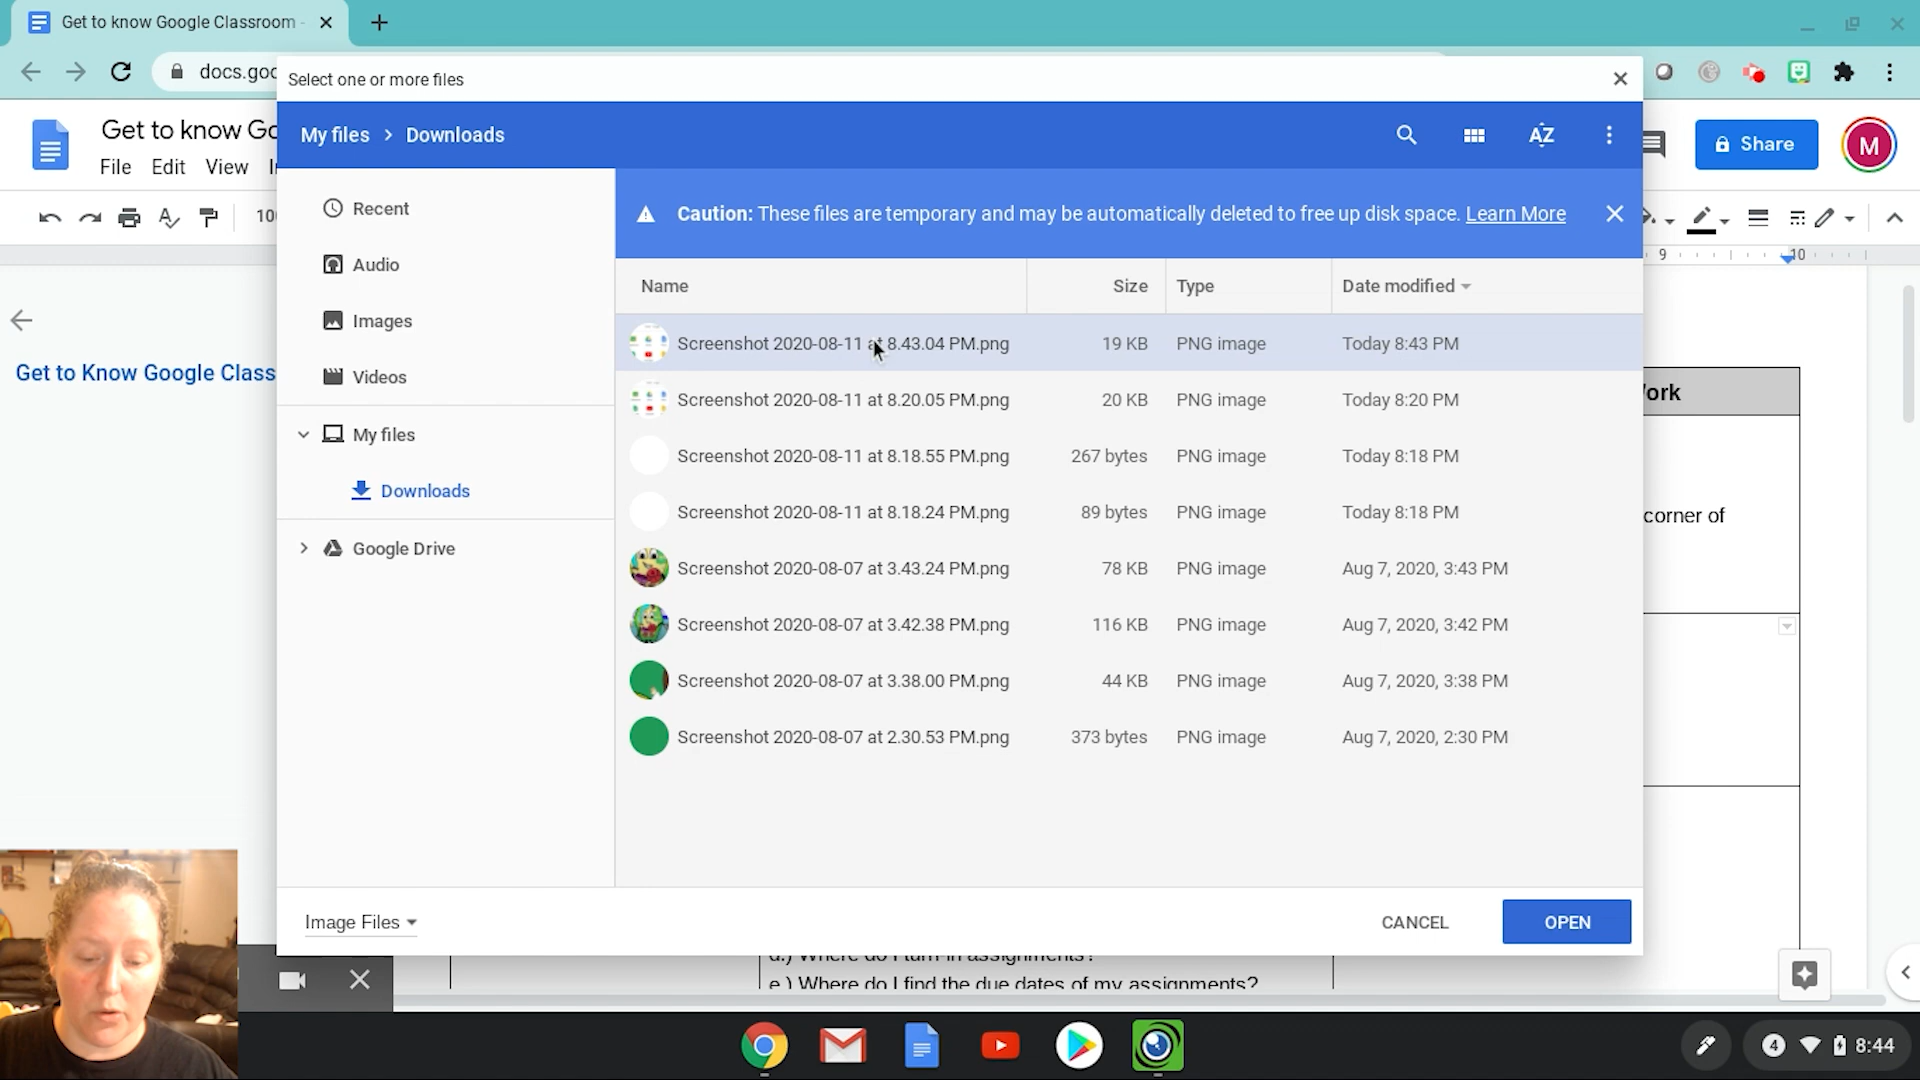 Get to know Google Classroom -
docs.goo
Select one or more files
My files > Downloads
AZ
Get to know Go
File Edit View
Share
M
100
9 10
Recent
Audio
Images
Videos
My files
Downloads
Google Drive
Caution: These files are temporary and may be automatically deleted to free up disk space. Learn More
Name Size Type Date modified
Screenshot 2020-08-11 at 8.43.04 PM.png 19 KB PNG image Today 8:43 PM
Screenshot 2020-08-11 at 8.20.05 PM.png 20 KB PNG image Today 8:20 PM
Screenshot 2020-08-11 at 8.18.55 PM.png 267 bytes PNG image Today 8:18 PM
Screenshot 2020-08-11 at 8.18.24 PM.png 89 bytes PNG image Today 8:18 PM
Screenshot 2020-08-07 at 3.43.24 PM.png 78 KB PNG image Aug 7, 2020, 3:43 PM
Screenshot 2020-08-07 at 3.42.38 PM.png 116 KB PNG image Aug 7, 2020, 3:42 PM
Screenshot 2020-08-07 at 3.38.00 PM.png 44 KB PNG image Aug 7, 2020, 3:38 PM
Screenshot 2020-08-07 at 2.30.53 PM.png 373 bytes PNG image Aug 7, 2020, 2:30 PM
Get to Know Google Class
ork
corner of
Image Files
CANCEL OPEN
d.) Where do I turn in assignments?
e.) Where do I find the due dates of my assignments?
4 8:44